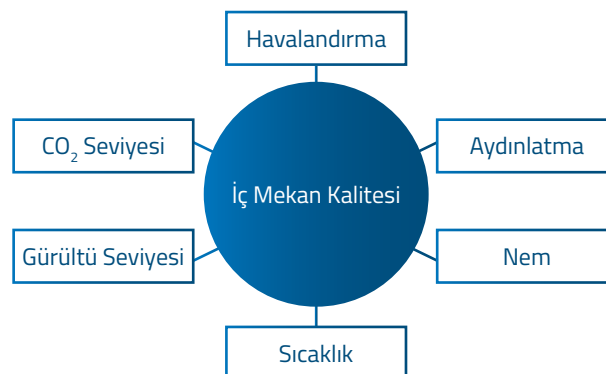 Havalandırma
CO₂ Seviyesi
Aydınlatma
İç Mekan Kalitesi
Gürültü Seviyesi
Nem
Sıcaklık